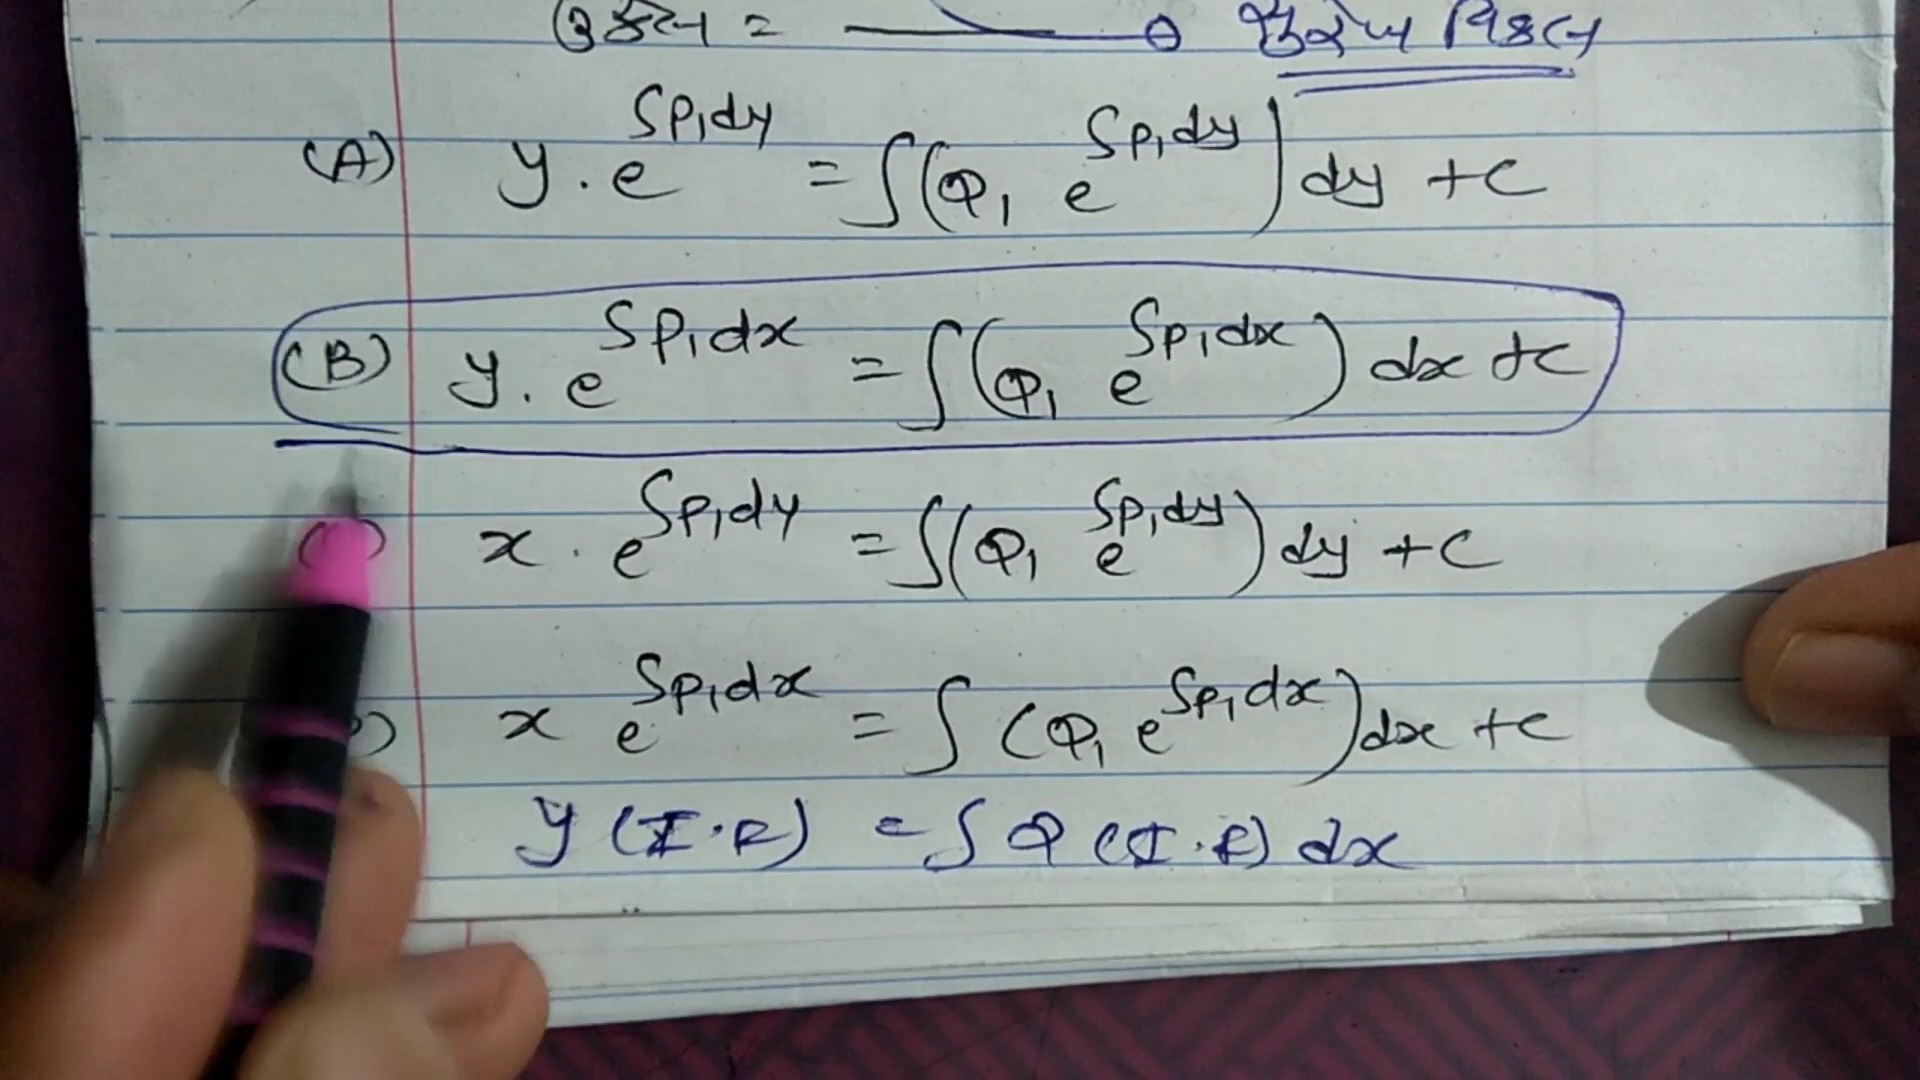 (A) y . e^∫P₁dy = ∫(Q₁ e^∫P₁dy) dy + c
(B) y . e^∫P₁dx = ∫(Q₁ e^∫P₁dx) dx + c
x . e^∫P₁dy = ∫(Q₁ e^∫P₁dy) dy + c
x e^∫P₁dx = ∫(Q₁ e^∫P₁dx) dx + c
y (I.F) = ∫ Q (I.F) dx